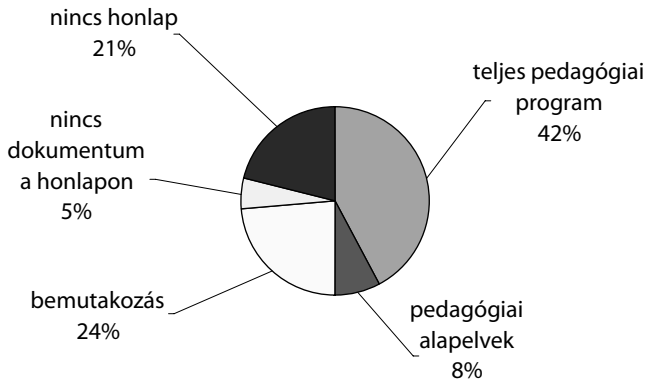 nincs honlap
21%
teljes pedagógiai
program
42%
nincs
dokumentum
a honlapon
5%
bemutakozás
24%
pedagógiai
alapelvek
8%